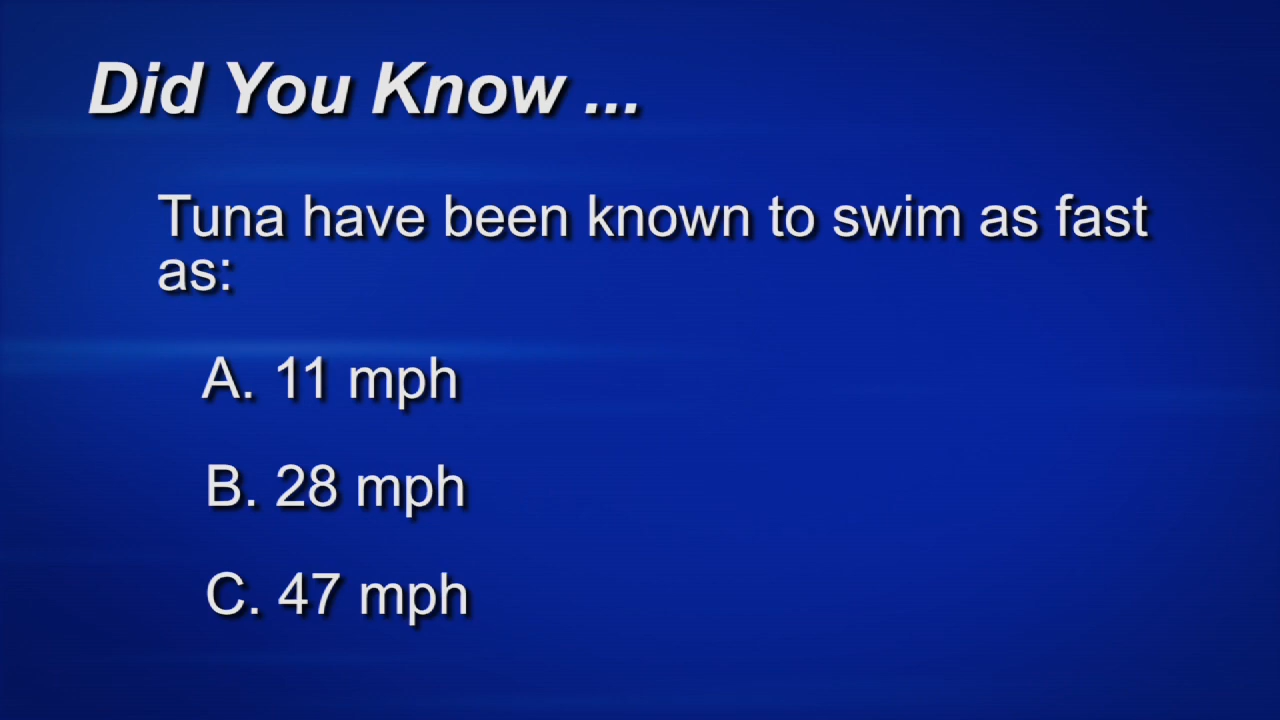 Did You Know ...
Tuna have been known to swim as fast
as:
A. 11 mph
B. 28 mph
C. 47 mph